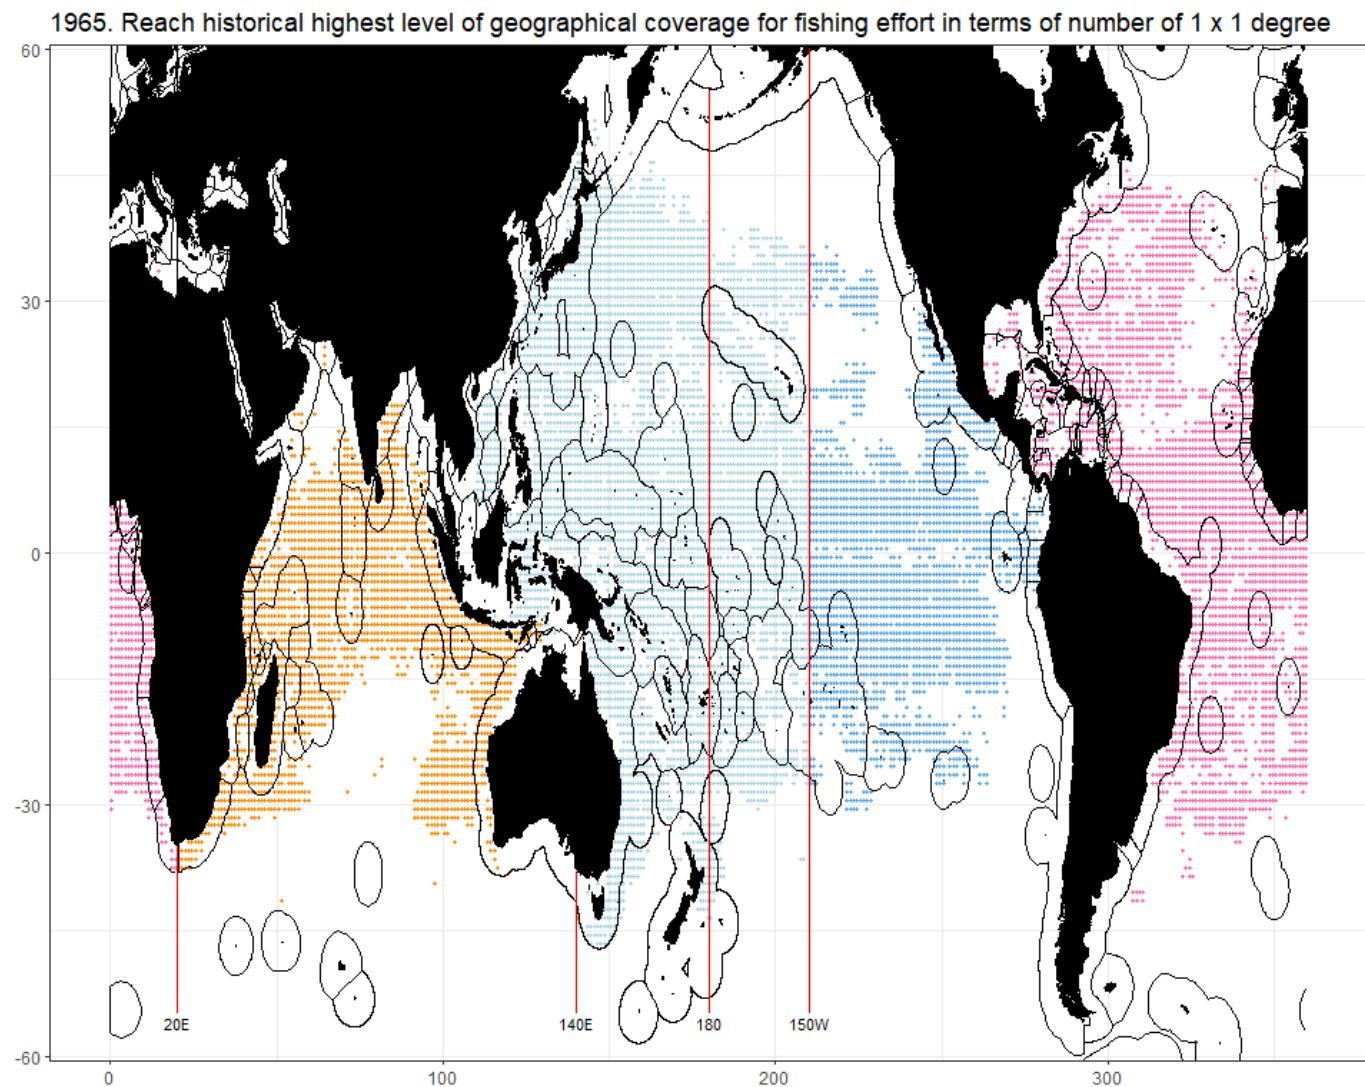 1965. Reach historical highest level of geographical coverage for fishing effort in terms of number of 1 x 1 degree
60
30
0
-30
-60
20E
140E
180
150W
0
100
200
300